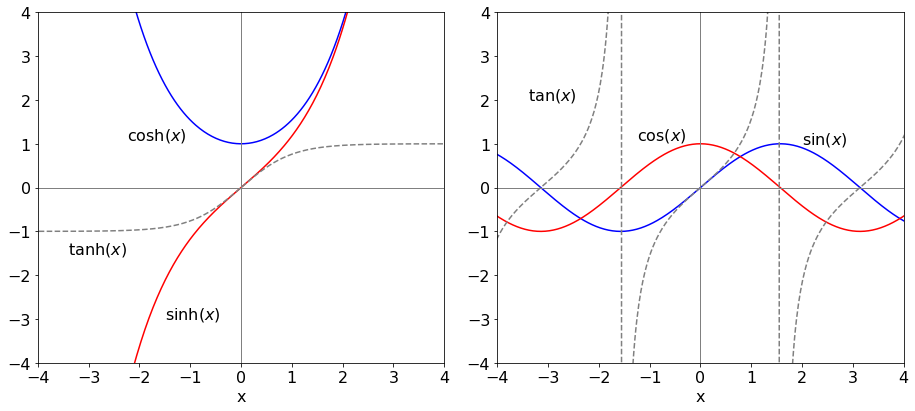 4
3
2
1
0
−1
−2
−3
−4
cosh(x)
tanh(x)
sinh(x)
−4 −3 −2 −1 0 1 2 3 4
x
4
3
2
1
0
−1
−2
−3
−4
tan(x)
cos(x)
sin(x)
−4 −3 −2 −1 0 1 2 3 4
x